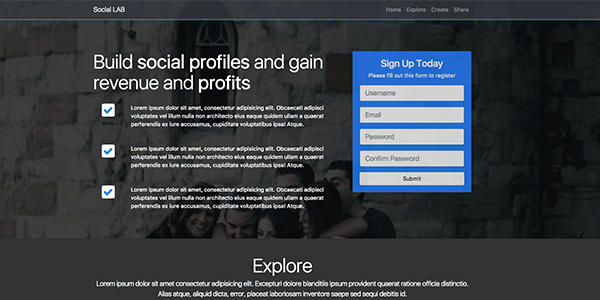 Social LAB
Home Explore Create Share
Build social profiles and gain
revenue and profits
Lorem ipsum dolor sit amet, consectetur adipisicing elit. Obcaecati adipisci
voluptates nulla vilit non architecto eius eaque quidem ullam a quaerat
perferendis ex iure accusamus, cupiditate voluptatibus ipsa! Atque.
Lorem ipsum dolor sit amet, consectetur adipisicing elit. Obcaecati adipisci
voluptates nulla vilit non architecto eius eaque quidem ullam a quaerat
perferendis ex iure accusamus, cupiditate voluptatibus ipsa! Atque.
Lorem ipsum dolor sit amet, consectetur adipisicing elit. Obcaecati adipisci
voluptates nulla vilit non architecto eius eaque quidem ullam a quaerat
perferendis ex iure accusamus, cupiditate voluptatibus ipsa! Atque.
Sign Up Today
Please fill out this form to register
Username
Email
Password
Confirm Password
Submit
Explore
Lorem ipsum dolor sit amet consectetur adipisicing elit. Excepturi dolore blanditiis ipsum provident quaerat ratione officia distinctio.
Alias atque, aliquid dicta, error, placeat laboriosam inventore ipsam sed sequi debitis id.